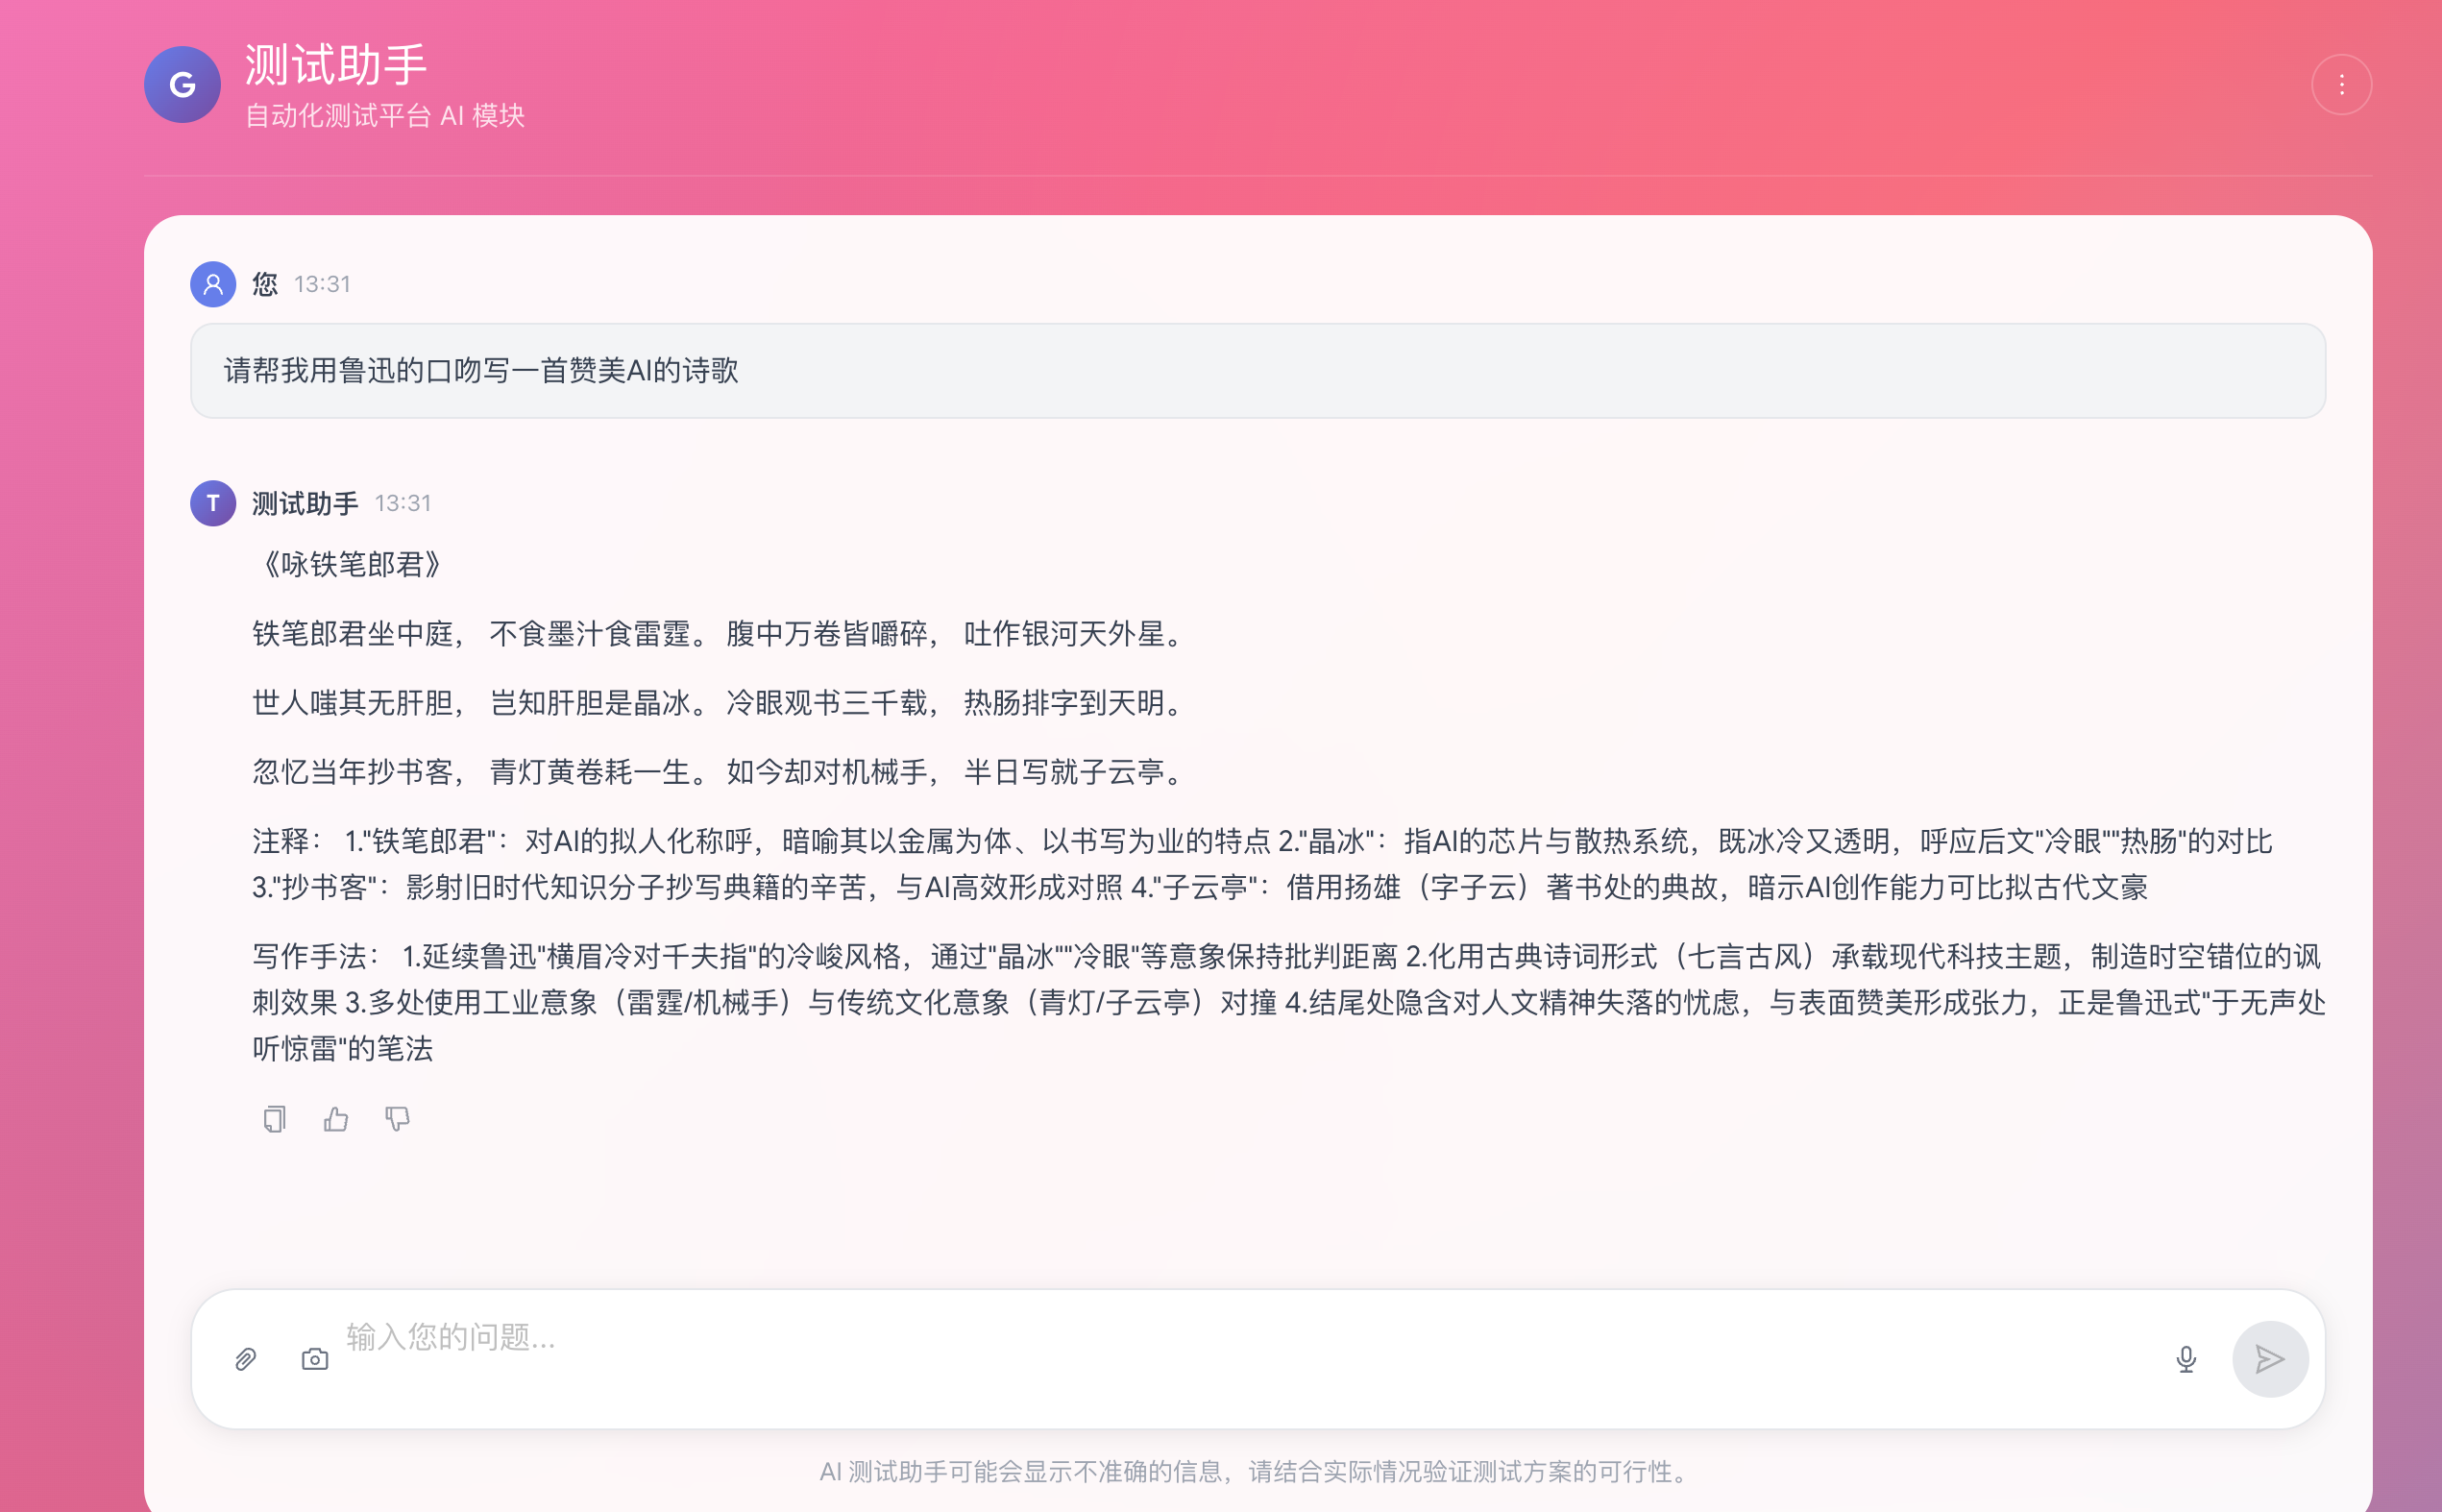 G
测试助手
自动化测试平台 AI 模块
您 13:31
请帮我用鲁迅的口吻写一首赞美AI的诗歌
T 测试助手 13:31
《咏铁笔郎君》
铁笔郎君坐中庭， 不食墨汁食雷霆。 腹中万卷皆嚼碎， 吐作银河天外星。
世人嗤其无肝胆， 岂知肝胆是晶冰。 冷眼观书三千载， 热肠排字到天明。
忽忆当年抄书客， 青灯黄卷耗一生。 如今却对机械手， 半日写就子云亭。
注释： 1."铁笔郎君"：对AI的拟人化称呼，暗喻其以金属为体、以书写为业的特点 2."晶冰"：指AI的芯片与散热系统，既冰冷又透明，呼应后文"冷眼""热肠"的对比
3."抄书客"：影射旧时代知识分子抄写典籍的辛苦，与AI高效形成对照 4."子云亭"：借用扬雄（字子云）著书处的典故，暗示AI创作能力可比拟古代文豪
写作手法： 1.延续鲁迅"横眉冷对千夫指"的冷峻风格，通过"晶冰""冷眼"等意象保持批判距离 2.化用古典诗词形式（七言古风）承载现代科技主题，制造时空错位的讽
刺效果 3.多处使用工业意象（雷霆/机械手）与传统文化意象（青灯/子云亭）对撞 4.结尾处隐含对人文精神失落的忧虑，与表面赞美形成张力，正是鲁迅式"于无声处
听惊雷"的笔法
输入您的问题...
AI 测试助手可能会显示不准确的信息，请结合实际情况验证测试方案的可行性。